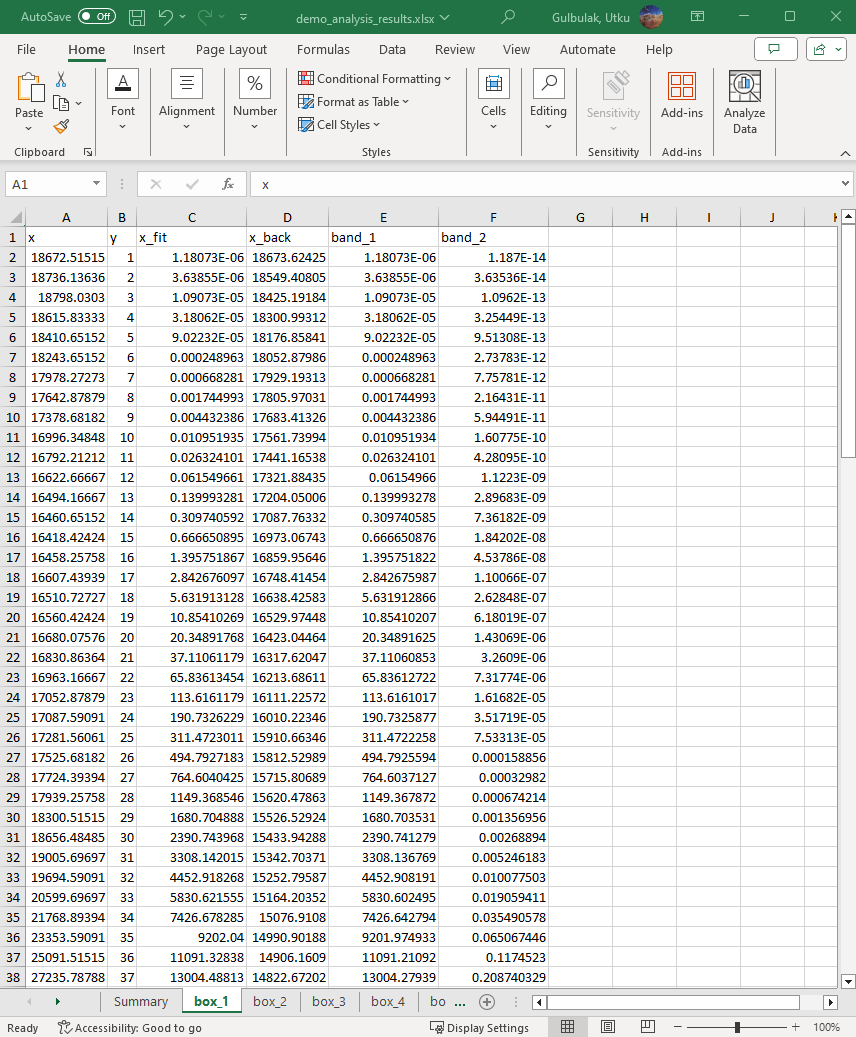 AutoSave Off demo_analysis_results.xlsx Gulbulak, Utku
File Home Insert Page Layout Formulas Data Review View Automate Help
Paste Font Alignment Number Conditional Formatting Format as Table Cell Styles Cells Editing Sensitivity Add-ins Analyze Data
Clipboard Styles Sensitivity Add-ins
A1 fx x
A B C D E F G H I J K
1 x y x_fit x_back band_1 band_2
2 18672.51515 1 1.18073E-06 18673.62425 1.18073E-06 1.187E-14
3 18736.13636 2 3.63855E-06 18549.40805 3.63855E-06 3.63536E-14
4 18798.0303 3 1.09073E-05 18425.19184 1.09073E-05 1.0962E-13
5 18615.83333 4 3.18062E-05 18300.99312 3.18062E-05 3.25449E-13
6 18410.65152 5 9.02232E-05 18176.85841 9.02232E-05 9.51308E-13
7 18243.65152 6 0.000248963 18052.87986 0.000248963 2.73783E-12
8 17978.27273 7 0.000668281 17929.19313 0.000668281 7.75781E-12
9 17642.87879 8 0.001744993 17805.97031 0.001744993 2.16431E-11
10 17378.68182 9 0.004432386 17683.41326 0.004432386 5.94491E-11
11 16996.34848 10 0.010951935 17561.73994 0.010951934 1.60775E-10
12 16792.21212 11 0.026324101 17441.16538 0.026324101 4.28095E-10
13 16622.66667 12 0.061549661 17321.88435 0.06154966 1.1223E-09
14 16494.16667 13 0.139993281 17204.05006 0.139993278 2.89683E-09
15 16460.65152 14 0.309740592 17087.76332 0.309740585 7.36182E-09
16 16418.42424 15 0.666650895 16973.06743 0.666650876 1.84202E-08
17 16458.25758 16 1.395751867 16859.95646 1.395751822 4.53786E-08
18 16607.43939 17 2.842676097 16748.41454 2.842675987 1.10066E-07
19 16510.72727 18 5.631913128 16638.42583 5.631912866 2.62848E-07
20 16560.42424 19 10.85410269 16529.97448 10.85410207 6.18019E-07
21 16680.07576 20 20.34891768 16423.04464 20.34891625 1.43069E-06
22 16830.86364 21 37.11061179 16317.62047 37.11060853 3.2609E-06
23 16963.16667 22 65.83613454 16213.68611 65.83612722 7.31774E-06
24 17052.87879 23 113.6161179 16111.22572 113.6161017 1.61682E-05
25 17087.59091 24 190.7326229 16010.22346 190.7325877 3.51719E-05
26 17281.56061 25 311.4723011 15910.66346 311.4722258 7.53313E-05
27 17525.68182 26 494.7927183 15812.52989 494.7925594 0.000158856
28 17724.39394 27 764.6040425 15715.80689 764.6037127 0.00032982
29 17939.25758 28 1149.368546 15620.47863 1149.367872 0.000674214
30 18300.51515 29 1680.704888 15526.52924 1680.703531 0.001356956
31 18656.48485 30 2390.743968 15433.94288 2390.741279 0.00268894
32 19005.69697 31 3308.142015 15342.70371 3308.136769 0.005246183
33 19694.59091 32 4452.918268 15252.79587 4452.908191 0.010077503
34 20599.69697 33 5830.621555 15164.20352 5830.602495 0.019059411
35 21768.89394 34 7426.678285 15076.9108 7426.642794 0.035490578
36 23353.59091 35 9202.04 14990.90188 9201.974933 0.065067446
37 25091.51515 36 11091.32838 14906.1609 11091.21092 0.1174523
38 27235.78788 37 13004.48813 14822.67202 13004.27939 0.208740329
Summary box_1 box_2 box_3 box_4 bo ...
Ready Accessibility: Good to go Display Settings 100%